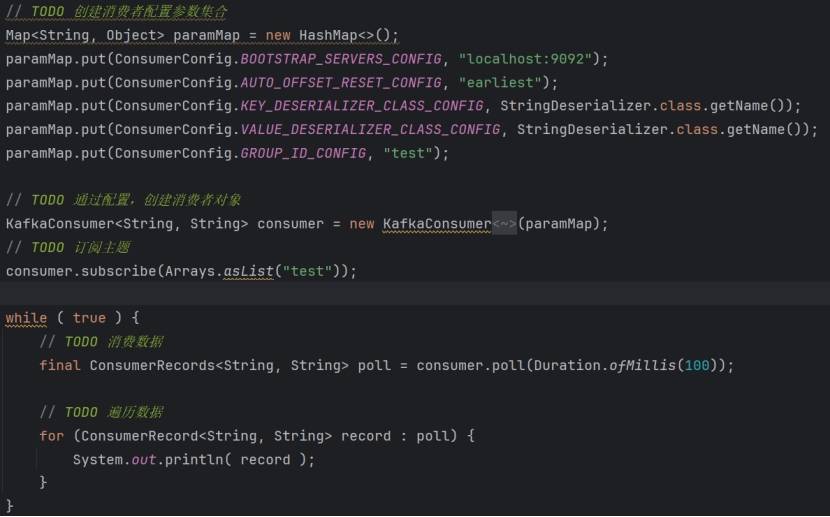 // TODO 创建消费者配置参数集合
Map<String, Object> paramMap = new HashMap<>();
paramMap.put(ConsumerConfig.BOOTSTRAP_SERVERS_CONFIG, "localhost:9092");
paramMap.put(ConsumerConfig.AUTO_OFFSET_RESET_CONFIG, "earliest");
paramMap.put(ConsumerConfig.KEY_DESERIALIZER_CLASS_CONFIG, StringDeserializer.class.getName());
paramMap.put(ConsumerConfig.VALUE_DESERIALIZER_CLASS_CONFIG, StringDeserializer.class.getName());
paramMap.put(ConsumerConfig.GROUP_ID_CONFIG, "test");
// TODO 通过配置，创建消费者对象
KafkaConsumer<String, String> consumer = new KafkaConsumer<~>(paramMap);
// TODO 订阅主题
consumer.subscribe(Arrays.asList("test"));
while ( true ) {
// TODO 消费数据
final ConsumerRecords<String, String> poll = consumer.poll(Duration.ofMillis(100));
// TODO 遍历数据
for (ConsumerRecord<String, String> record : poll) {
System.out.println( record );
}
}